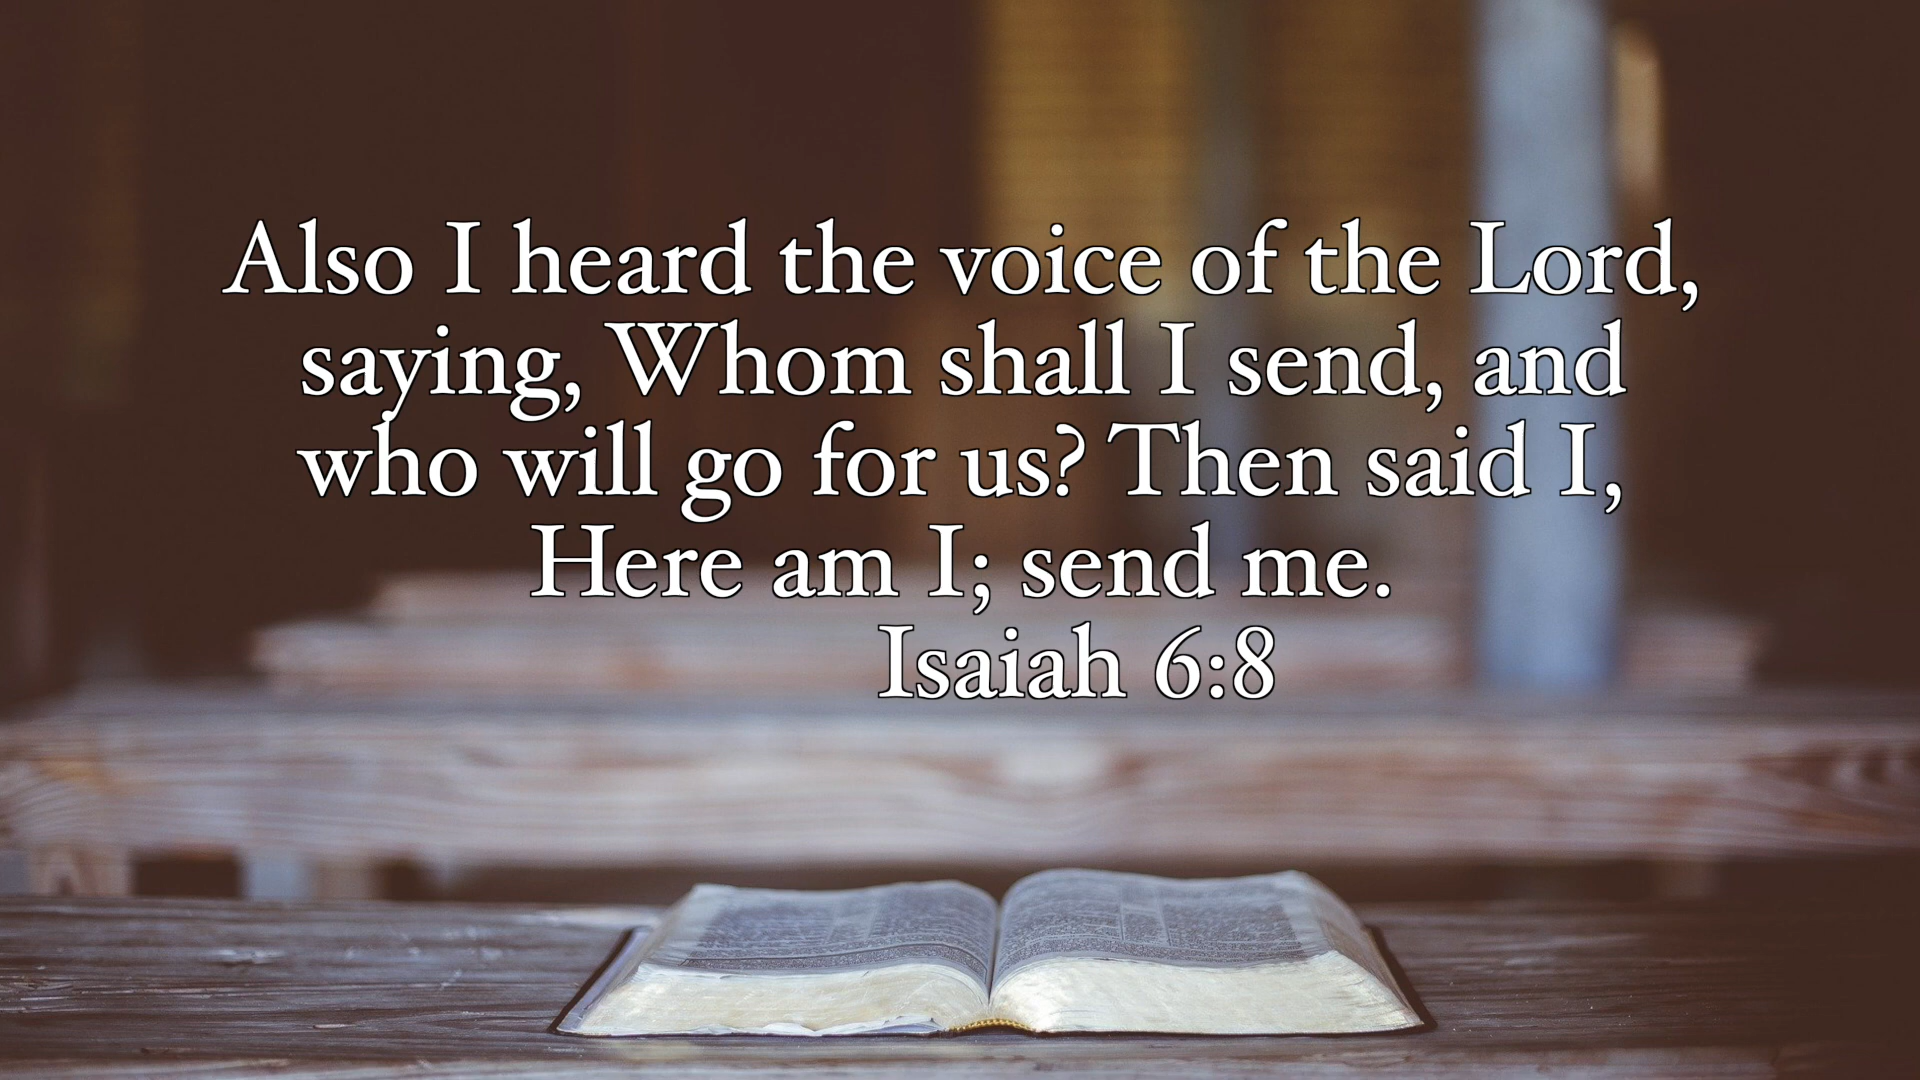 Also I heard the voice of the Lord,
saying, Whom shall I send, and
who will go for us? Then said I,
Here am I; send me.
Isaiah 6:8